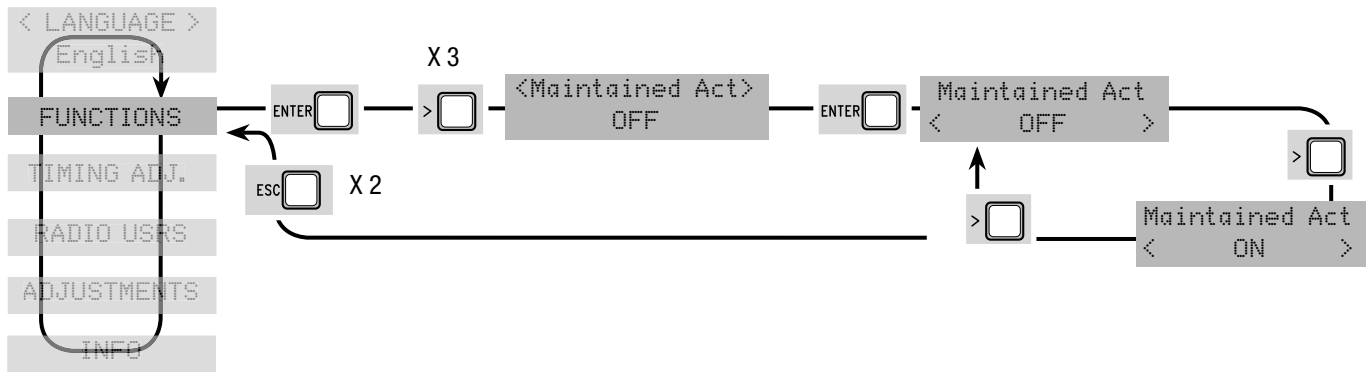 < LANGUAGE >
English
FUNCTIONS
TIMING ADJ.
RADIO USRS
ADJUSTMENTS
INFO
ENTER
X 3
>
<Maintained Act>
OFF
ENTER
Maintained Act
< OFF >
>
Maintained Act
< ON >
>
ESC
X 2